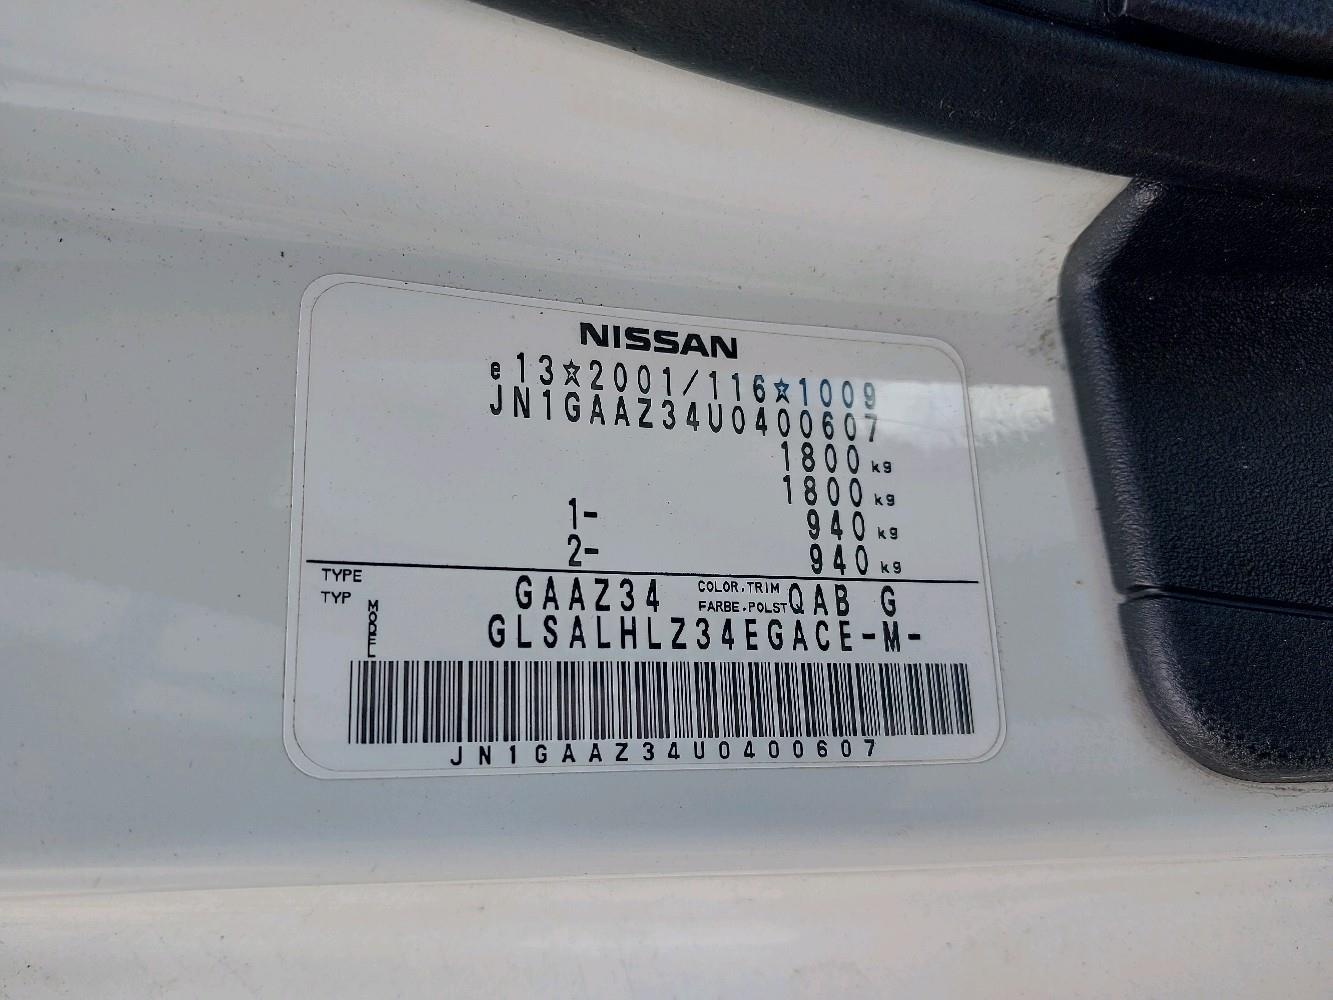 NISSAN
e13☆2001/116☆1009
JN1GAAZ34U0400607
1800 kg
1800 kg
1- 940 kg
2- 940 kg
TYPE
TYP GAAZ34 COLOR.TRIM
FARBE.POLST QAB G
MODEL GLSALHLZ34EGACE-M-
JN1GAAZ34U0400607